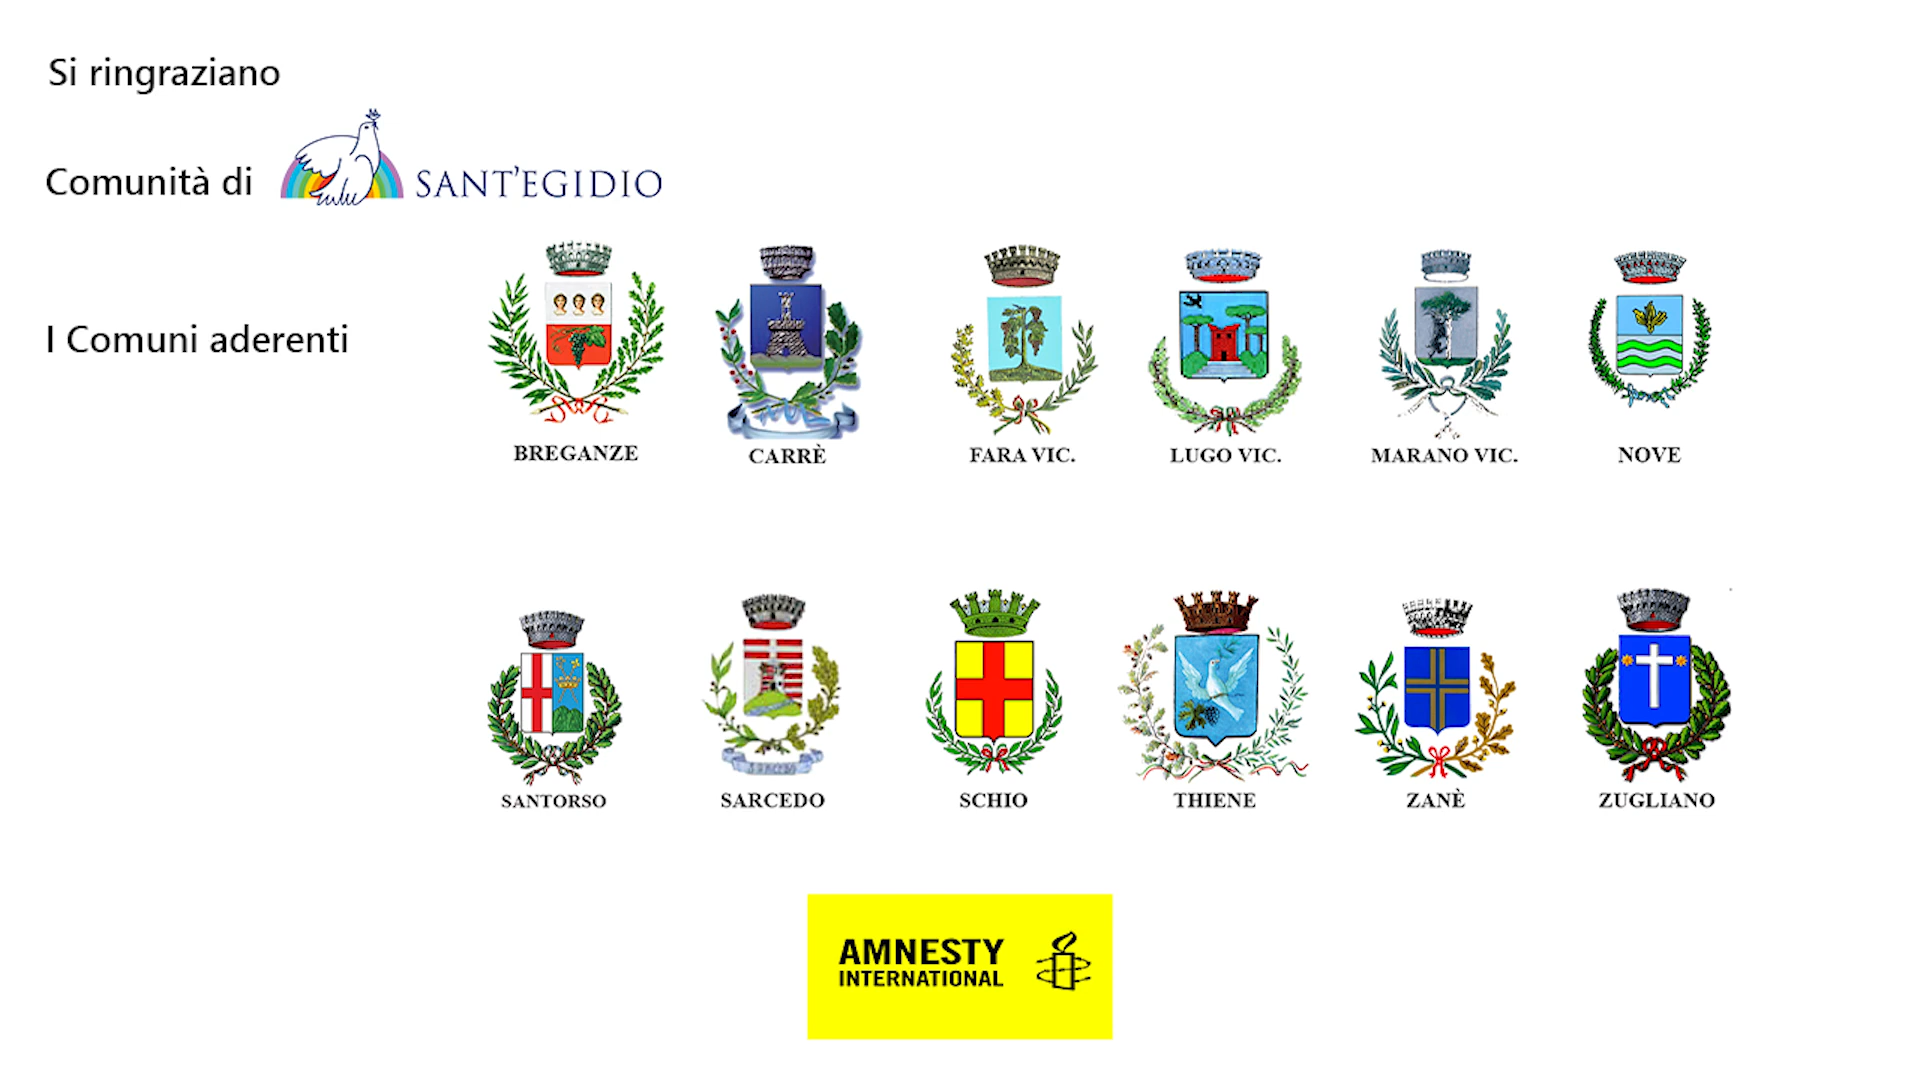 Si ringraziano
Comunità di SANT'EGIDIO
I Comuni aderenti
BREGANZE CARRÈ FARA VIC. LUGO VIC. MARANO VIC. NOVE
SANTORSO SARCEDO SCHIO THIENE ZANÈ ZUGLIANO
AMNESTY
INTERNATIONAL